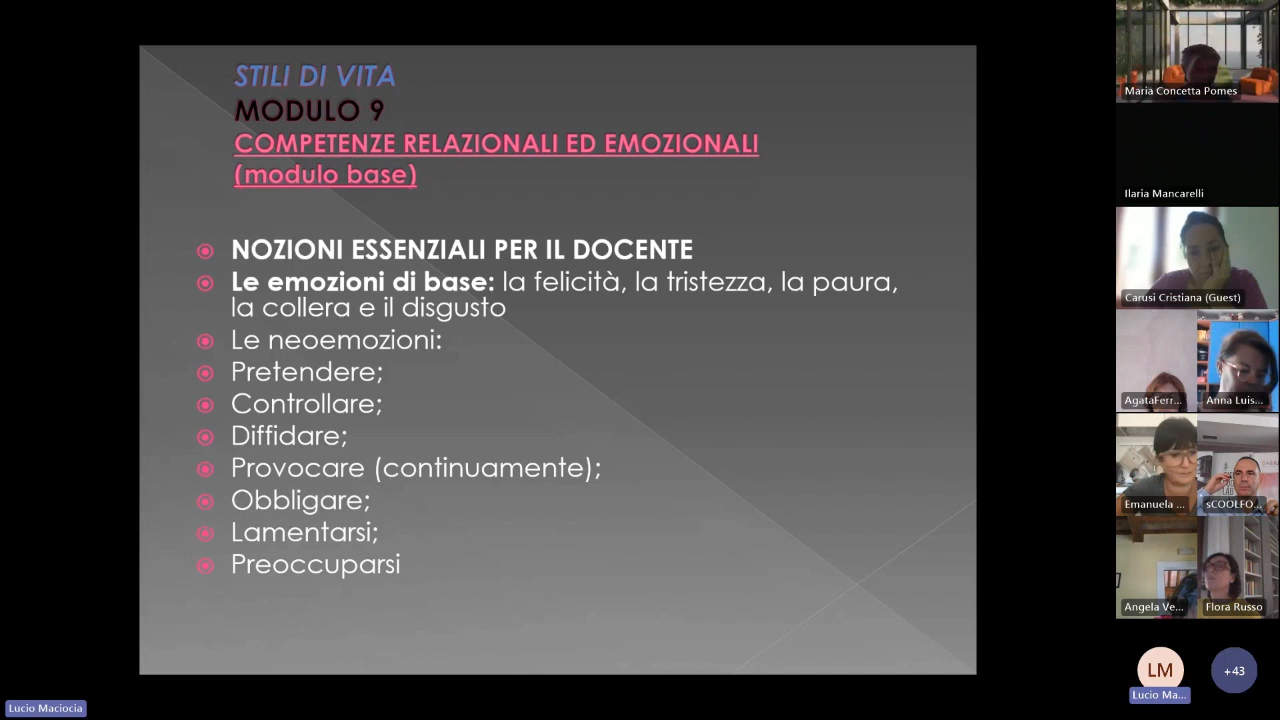 STILI DI VITA
MODULO 9
COMPETENZE RELAZIONALI ED EMOZIONALI
(modulo base)
NOZIONI ESSENZIALI PER IL DOCENTE
Le emozioni di base: la felicità, la tristezza, la paura,
la collera e il disgusto
Le neoemozioni:
Pretendere;
Controllare;
Diffidare;
Provocare (continuamente);
Obbligare;
Lamentarsi;
Preoccuparsi
Lucio Maciocia
Maria Concetta Pomes
Ilaria Mancarelli
Carusi Cristiana (Guest)
AgataFerr...
Anna Luis...
Emanuela ...
sCOOLFO...
Angela Ve...
Flora Russo
LM
Lucio Ma...
+43